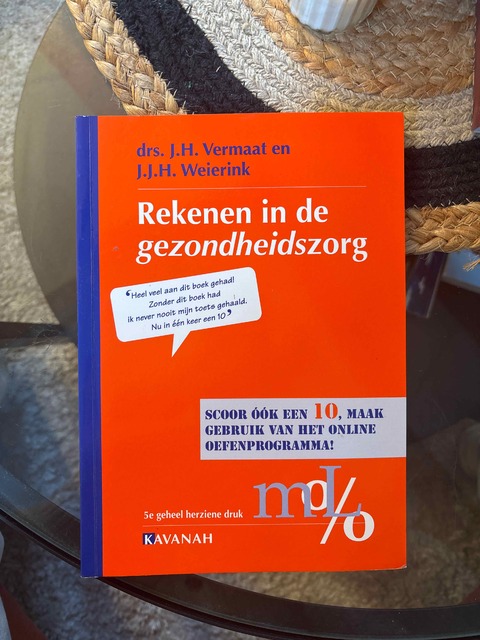 drs. J.H. Vermaat en
J.J.H. Weierink
Rekenen in de
gezondheidszorg
‘Heel veel aan dit boek gehad!
Zonder dit boek had
ik never nooit mijn toets gehaald.
Nu in één keer een 10’
SCOOR ÓÓK EEN 10, MAAK
GEBRUIK VAN HET ONLINE
OEFENPROGRAMMA!
5e geheel herziene druk
mL
%
KAVANAH